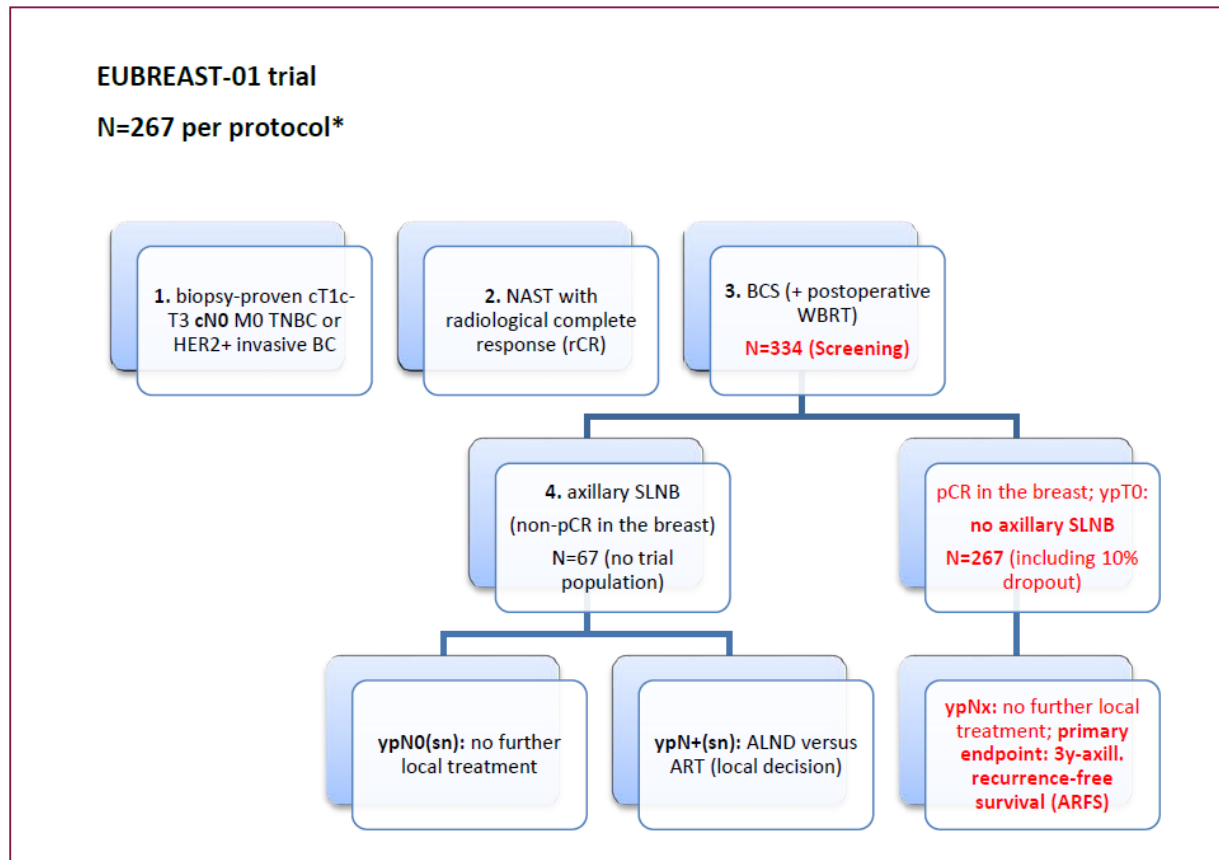 EUBREAST-01 trial
N=267 per protocol*
1. biopsy-proven cT1c-
T3 cN0 M0 TNBC or
HER2+ invasive BC
2. NAST with
radiological complete
response (rCR)
3. BCS (+ postoperative
WBRT)
N=334 (Screening)
4. axillary SLNB
(non-pCR in the breast)
N=67 (no trial
population)
pCR in the breast; ypT0:
no axillary SLNB
N=267 (including 10%
dropout)
ypN0(sn): no further
local treatment
ypN+(sn): ALND versus
ART (local decision)
ypNx: no further local
treatment; primary
endpoint: 3y-axill.
recurrence-free
survival (ARFS)